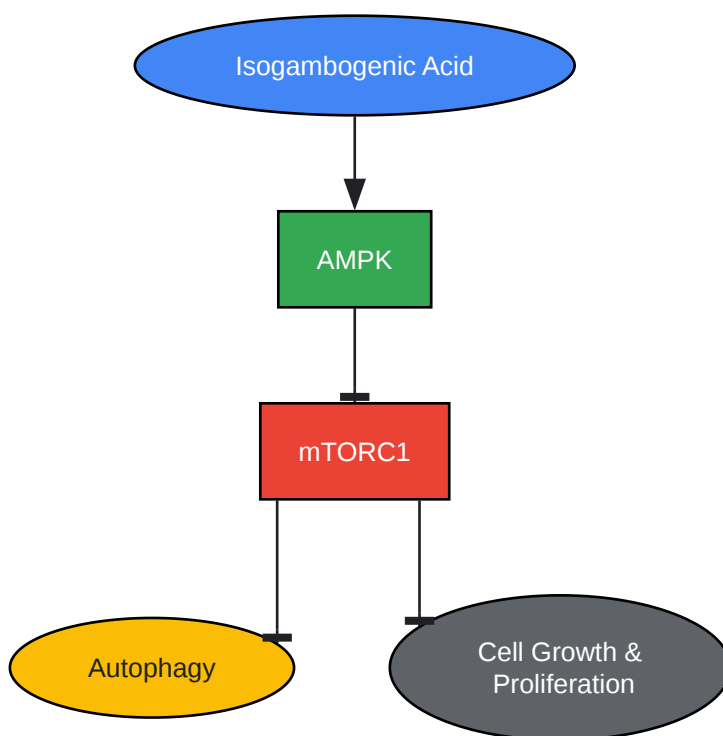 Isogambogenic Acid
AMPK
mTORC1
Autophagy
Cell Growth &
Proliferation